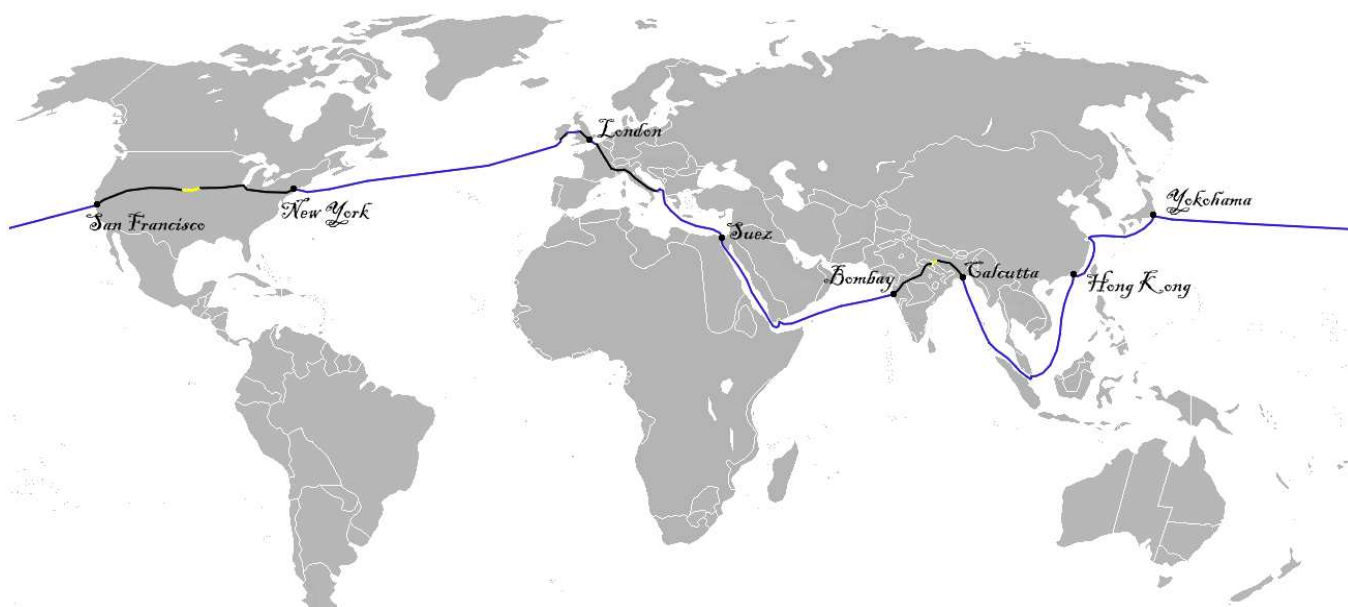 London
San Francisco
New York
Suez
Yokohama
Bombay
Calcutta
Hong Kong